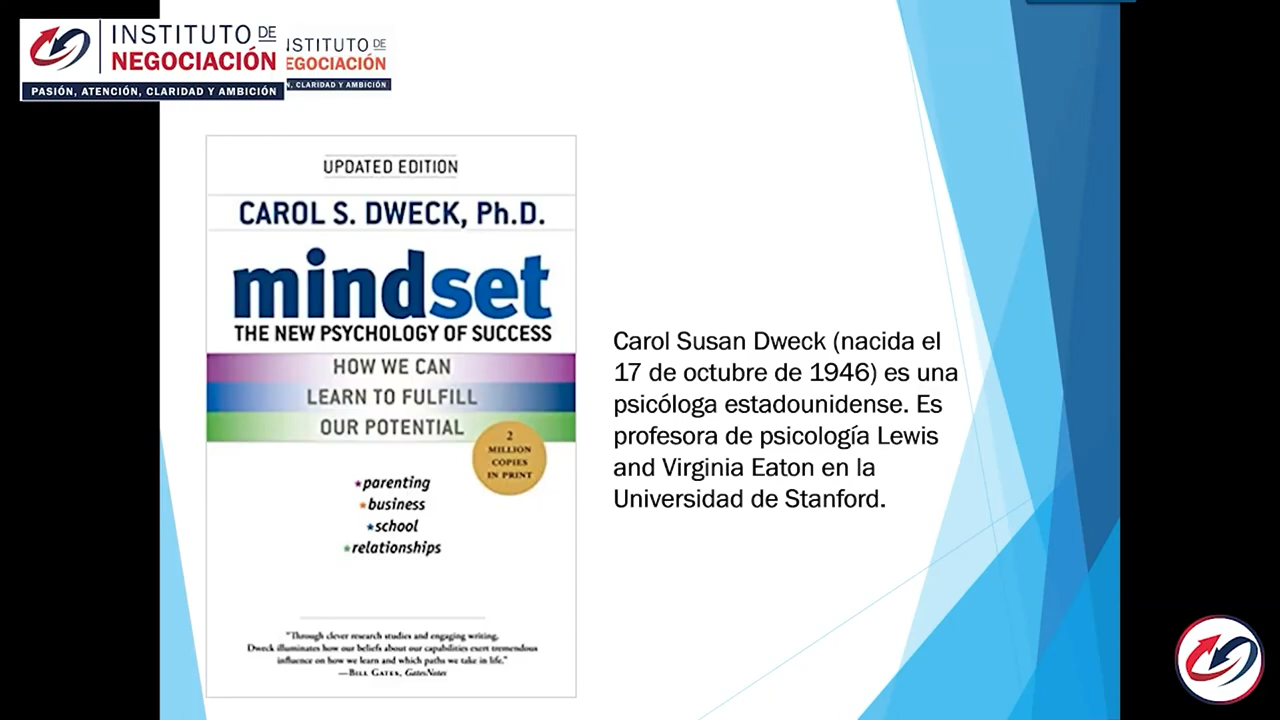 INSTITUTO DE
NEGOCIACIÓN
PASIÓN, ATENCIÓN, CLARIDAD Y AMBICIÓN
DE
CLARIDAD Y AMBICIÓN
UPDATED EDITION
CAROL S. DWECK, Ph.D.
mindset
THE NEW PSYCHOLOGY OF SUCCESS
HOW WE CAN
LEARN TO FULFILL
OUR POTENTIAL
2
MILLION
COPIES
IN PRINT
*parenting
*business
*school
*relationships
"Through clever research studies and engaging writing,
Dweck illuminates how our beliefs about our capabilities exert tremendous
influence on how we learn and which paths we take in life."
—BILL GATES, GatesNotes
Carol Susan Dweck (nacida el
17 de octubre de 1946) es una
psicóloga estadounidense. Es
profesora de psicología Lewis
and Virginia Eaton en la
Universidad de Stanford.